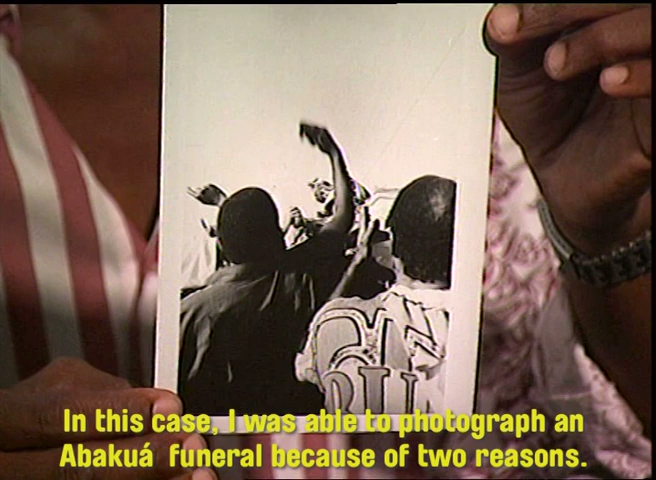 In this case, I was able to photograph an
Abakuá funeral because of two reasons.